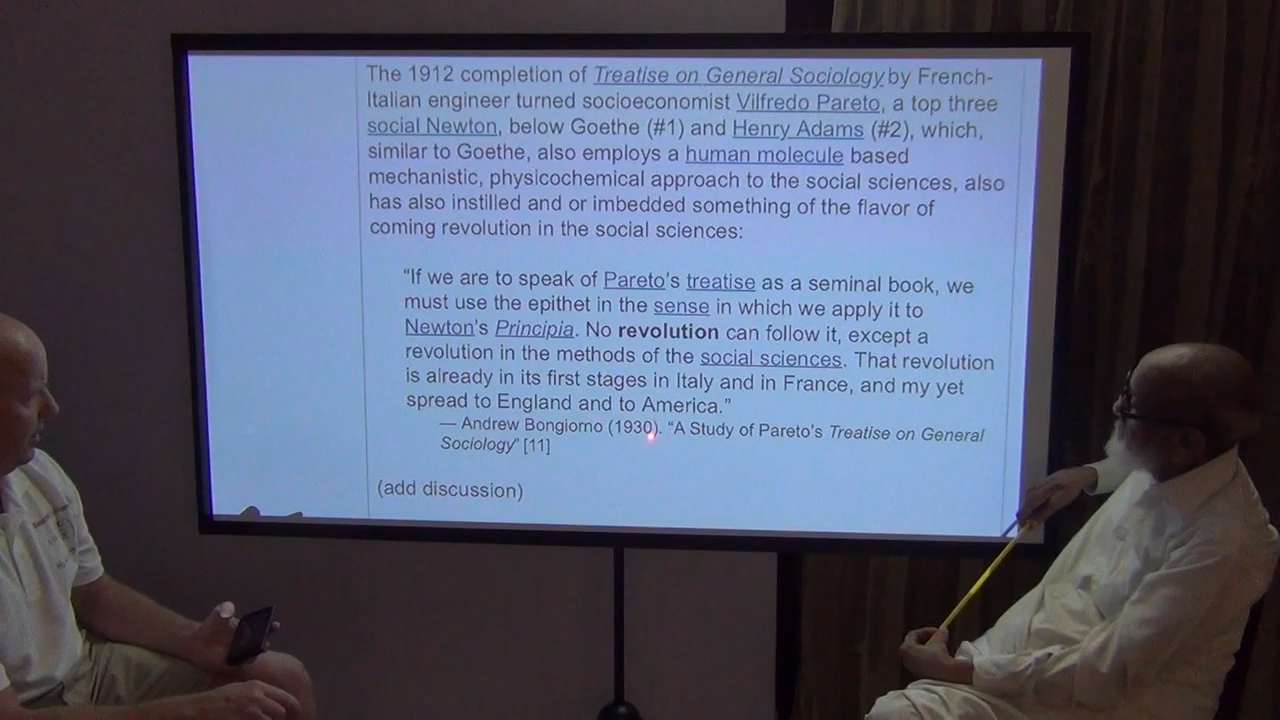 The 1912 completion of Treatise on General Sociology by French-
Italian engineer turned socioeconomist Vilfredo Pareto, a top three
social Newton, below Goethe (#1) and Henry Adams (#2), which,
similar to Goethe, also employs a human molecule based
mechanistic, physicochemical approach to the social sciences, also
has also instilled and or imbedded something of the flavor of
coming revolution in the social sciences:
“If we are to speak of Pareto’s treatise as a seminal book, we
must use the epithet in the sense in which we apply it to
Newton’s Principia. No revolution can follow it, except a
revolution in the methods of the social sciences. That revolution
is already in its first stages in Italy and in France, and my yet
spread to England and to America.”
— Andrew Bongiorno (1930). “A Study of Pareto’s Treatise on General
Sociology” [11]
(add discussion)